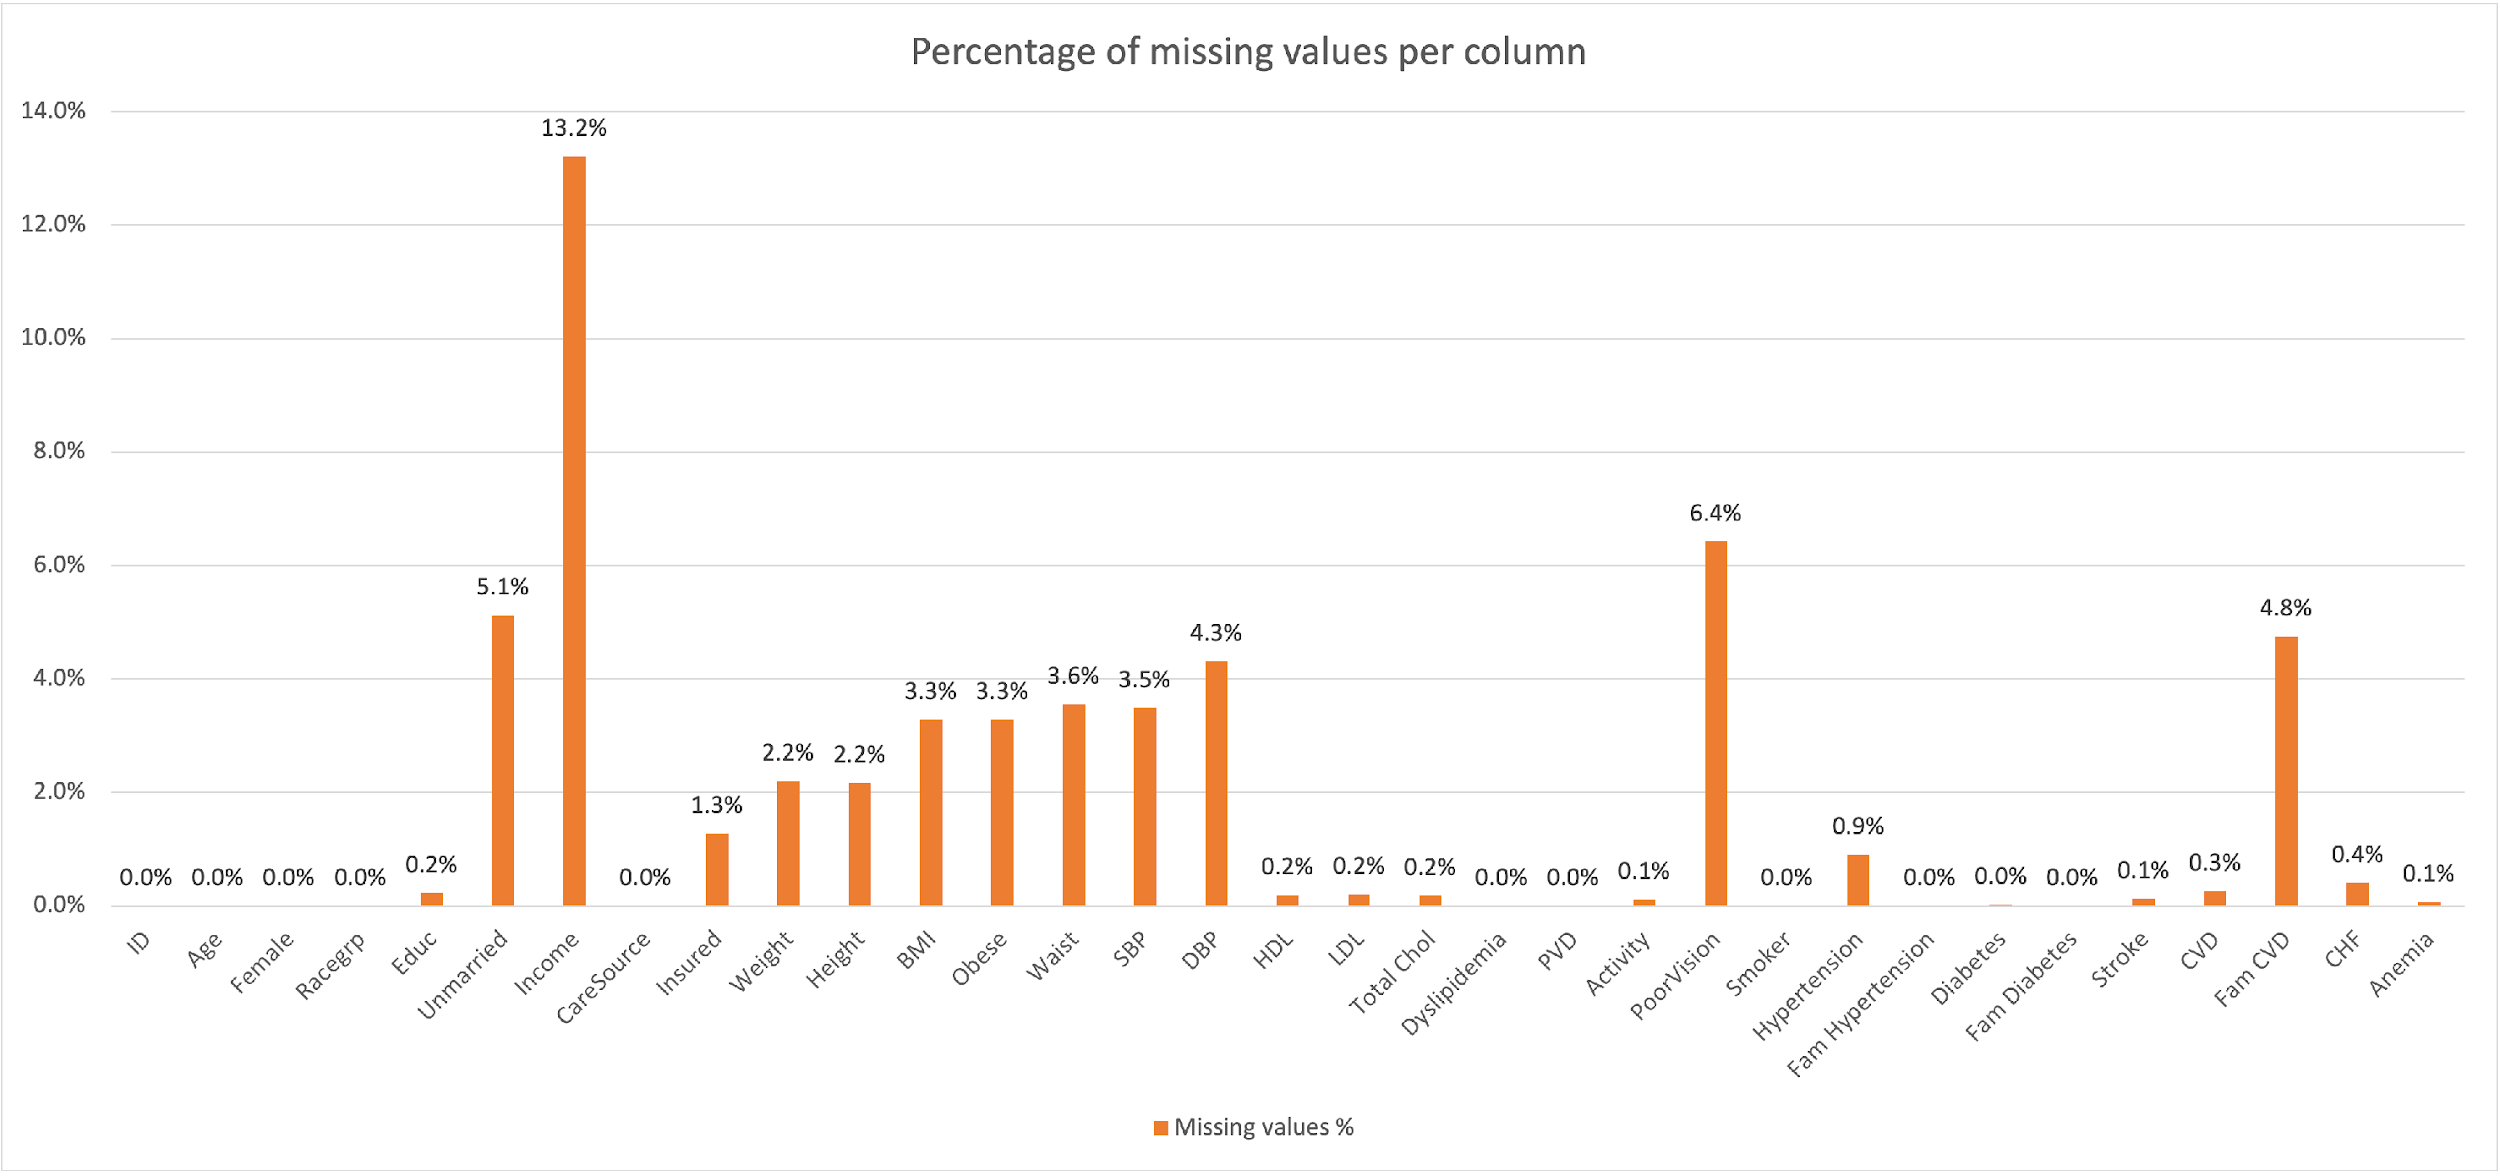 Percentage of missing values per column
14.0%
12.0%
10.0%
8.0%
6.0%
4.0%
2.0%
0.0%
0.0%
0.0%
0.0%
0.0%
0.2%
5.1%
13.2%
0.0%
1.3%
2.2%
2.2%
3.3%
3.3%
3.6%
3.5%
4.3%
0.2%
0.2%
0.2%
0.0%
0.0%
0.1%
6.4%
0.0%
0.9%
0.0%
0.0%
0.0%
0.1%
0.3%
4.8%
0.4%
0.1%
ID
Age
Female
Racegrp
Educ
Unmarried
Income
CareSource
Insured
Weight
Height
BMI
Obese
Waist
SBP
DBP
HDL
LDL
Total Chol
Dyslipidemia
PVD
Activity
PoorVision
Smoker
Hypertension
Fam Hypertension
Diabetes
Fam Diabetes
Stroke
CVD
Fam CVD
CHF
Anemia
Missing values %